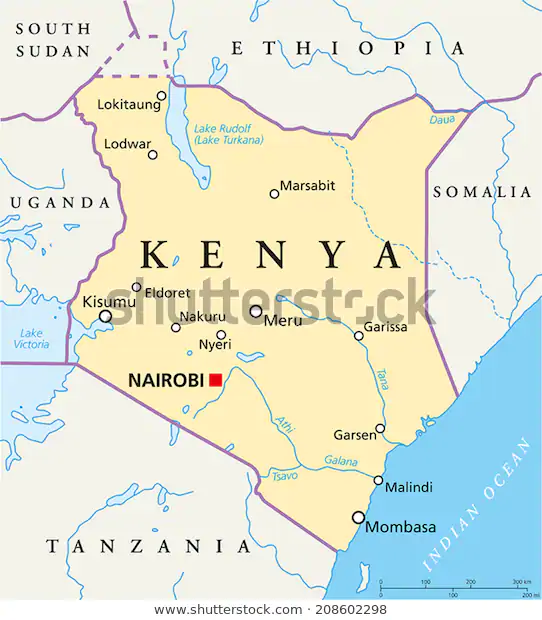 SOUTH
SUDAN
ETHIOPIA
Lokitaung
Lake Rudolf
(Lake Turkana)
Daua
Lodwar
Marsabit
SOMALIA
UGANDA
KENYA
shutterstock
Eldoret
Kisumu
Nakuru
Meru
Garissa
Nyeri
Lake
Victoria
NAIROBI
Tana
Athi
Garsen
Galana
Tsavo
Malindi
Mombasa
INDIAN OCEAN
TANZANIA
0 100 200 300 km
0 100 200 mi
www.shutterstock.com · 208602298